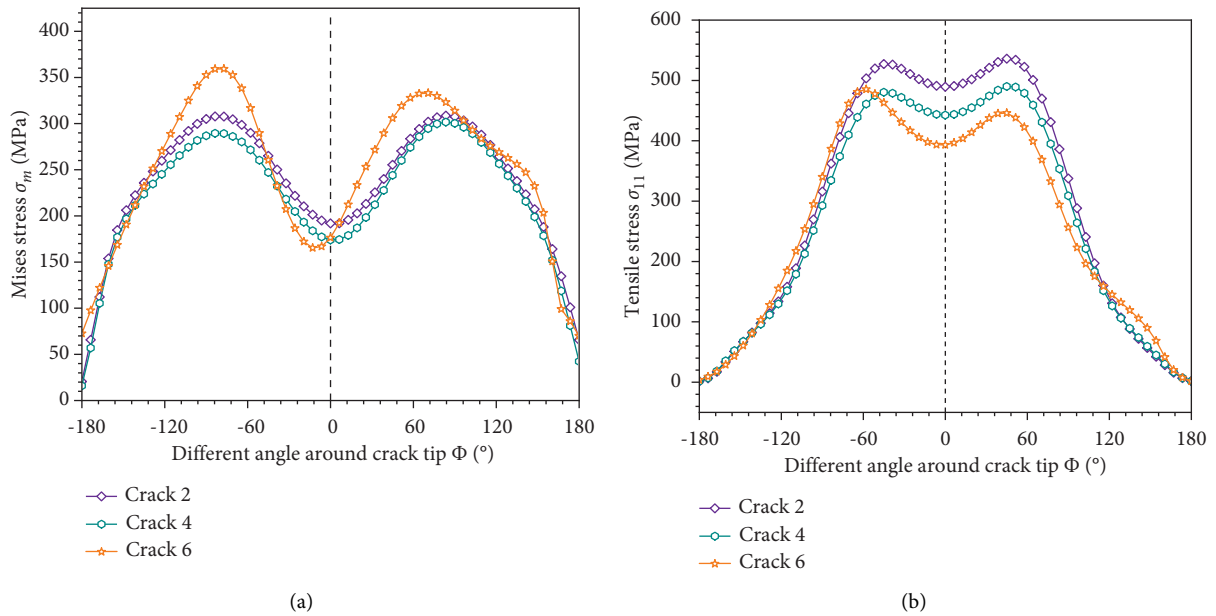 Mises stress σm (MPa)
400
350
300
250
200
150
100
50
0
-180
-120
-60
0
60
120
180
Different angle around crack tip Φ (°)
Crack 2
Crack 4
Crack 6
(a)
Tensile stress σ11 (MPa)
600
500
400
300
200
100
0
-180
-120
-60
0
60
120
180
Different angle around crack tip Φ (°)
Crack 2
Crack 4
Crack 6
(b)